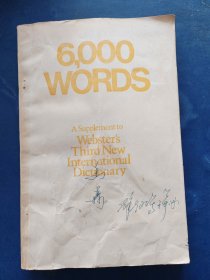 6,000
WORDS
A Supplement to
Webster's
Third New
International
Dictionary